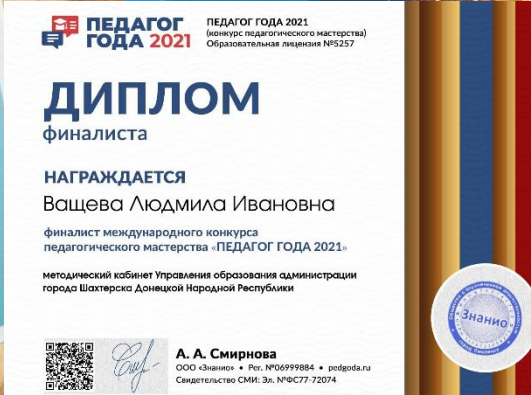 ПЕДАГОГ
ГОДА 2021
ПЕДАГОГ ГОДА 2021
(конкурс педагогического мастерства)
Образовательная лицензия №5257
ДИПЛОМ
финалиста
НАГРАЖДАЕТСЯ
Ващева Людмила Ивановна
финалист международного конкурса
педагогического мастерства «ПЕДАГОГ ГОДА 2021»
методический кабинет Управления образования администрации
города Шахтерска Донецкой Народной Республики
А. А. Смирнова
ООО «Знанио» • Рег. №06999884 • pedgoda.ru
Свидетельство СМИ: Эл. №ФС77-72074
Знанио